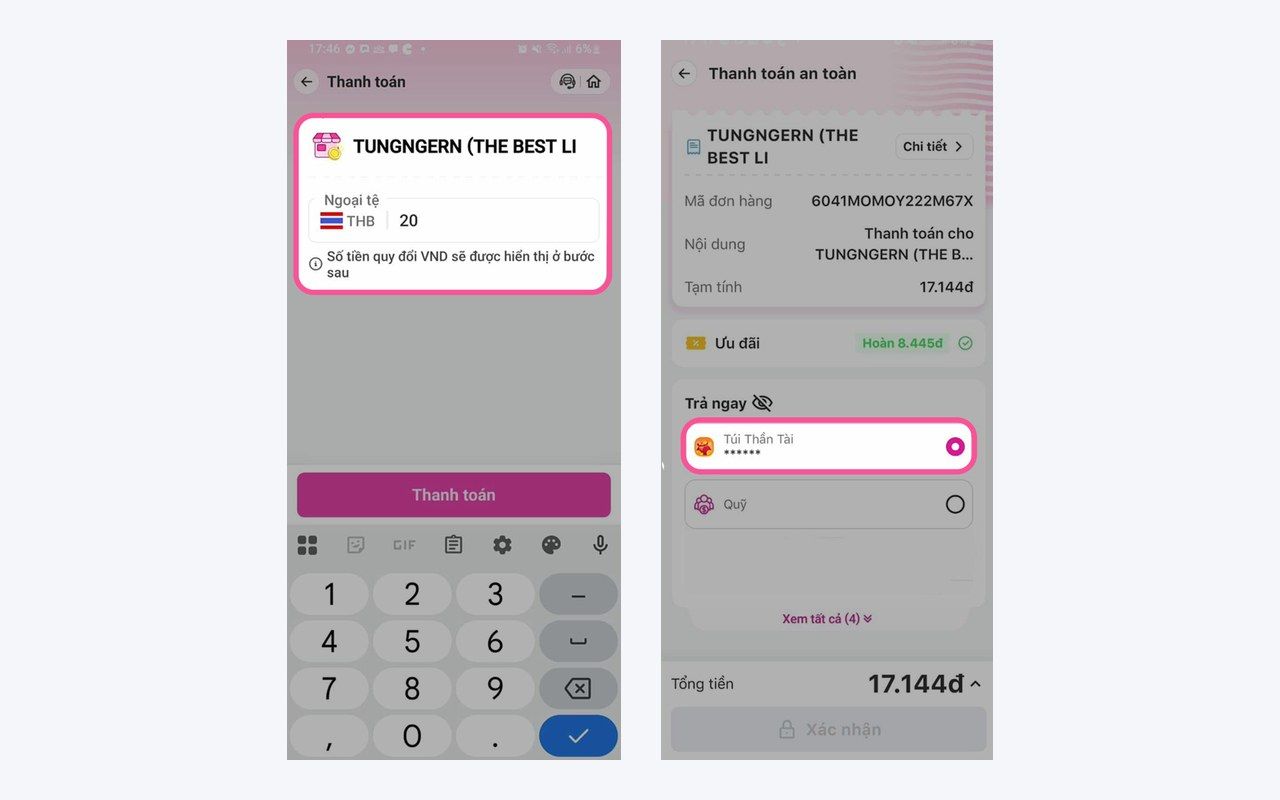 17:46
6%
Thanh toán
TUNGNGERN (THE BEST LI
Ngoại tệ
THB 20
Số tiền quy đổi VND sẽ được hiển thị ở bước
sau
Thanh toán
GIF
1 2 3 –
4 5 6
7 8 9
, 0 .
Thanh toán an toàn
TUNGNGERN (THE
BEST LI
Chi tiết
Mã đơn hàng 6041MOMOY222M67X
Nội dung Thanh toán cho
TUNGNGERN (THE B...
Tạm tính 17.144đ
Ưu đãi Hoàn 8.445đ
Trả ngay
Túi Thần Tài
******
Quỹ
Xem tất cả (4)
Tổng tiền 17.144đ
Xác nhận